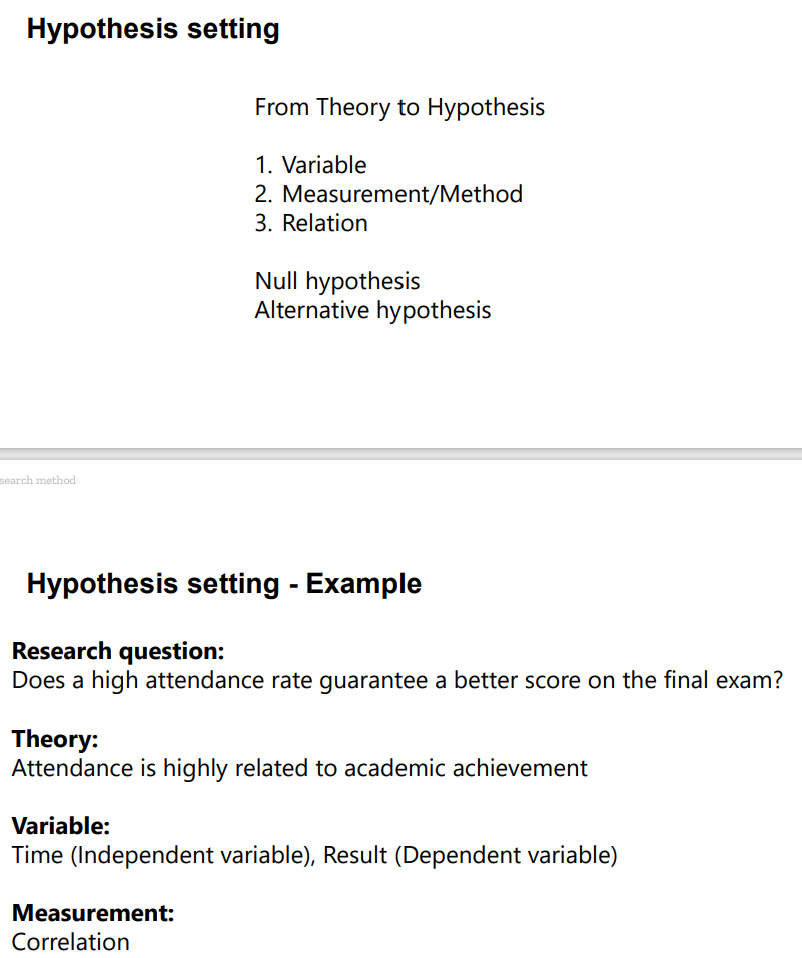 Hypothesis setting
From Theory to Hypothesis
1. Variable
2. Measurement/Method
3. Relation
Null hypothesis
Alternative hypothesis
search method
Hypothesis setting - Example
Research question:
Does a high attendance rate guarantee a better score on the final exam?
Theory:
Attendance is highly related to academic achievement
Variable:
Time (Independent variable), Result (Dependent variable)
Measurement:
Correlation